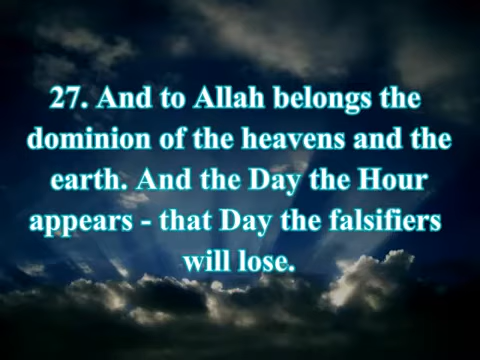 27. And to Allah belongs the
dominion of the heavens and the
earth. And the Day the Hour
appears - that Day the falsifiers
will lose.